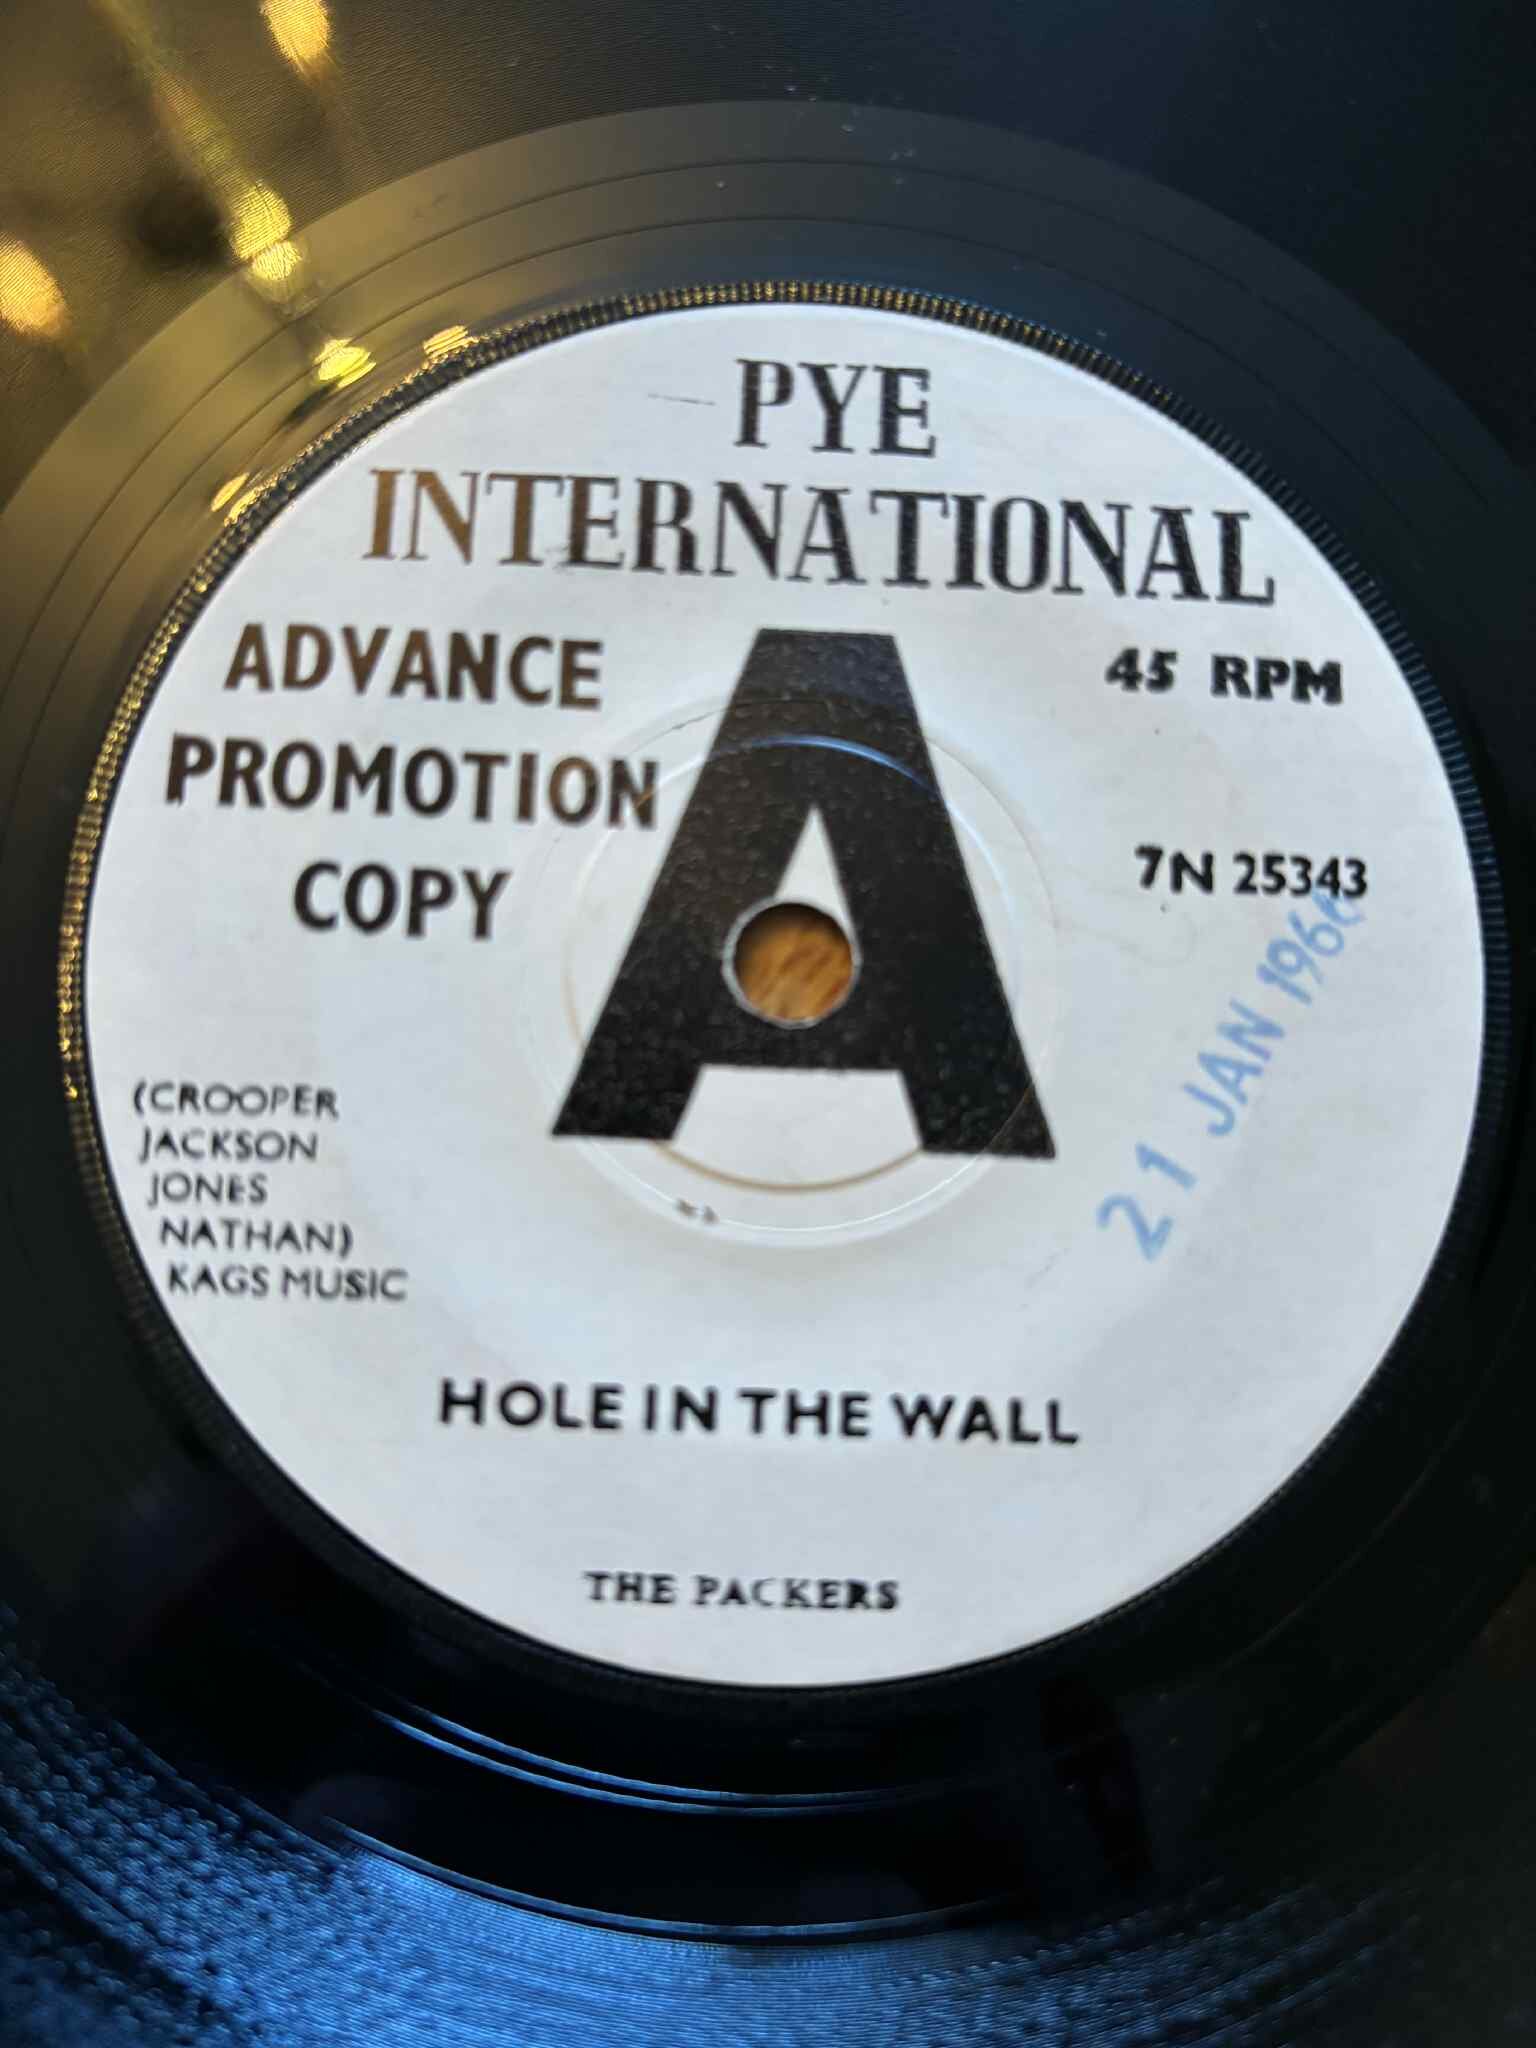 PYE
INTERNATIONAL
ADVANCE
PROMOTION
COPY
A
45 RPM
7N 25343
21 JAN 1966
(CROOPER
JACKSON
JONES
NATHAN)
KAGS MUSIC
HOLE IN THE WALL
THE PACKERS